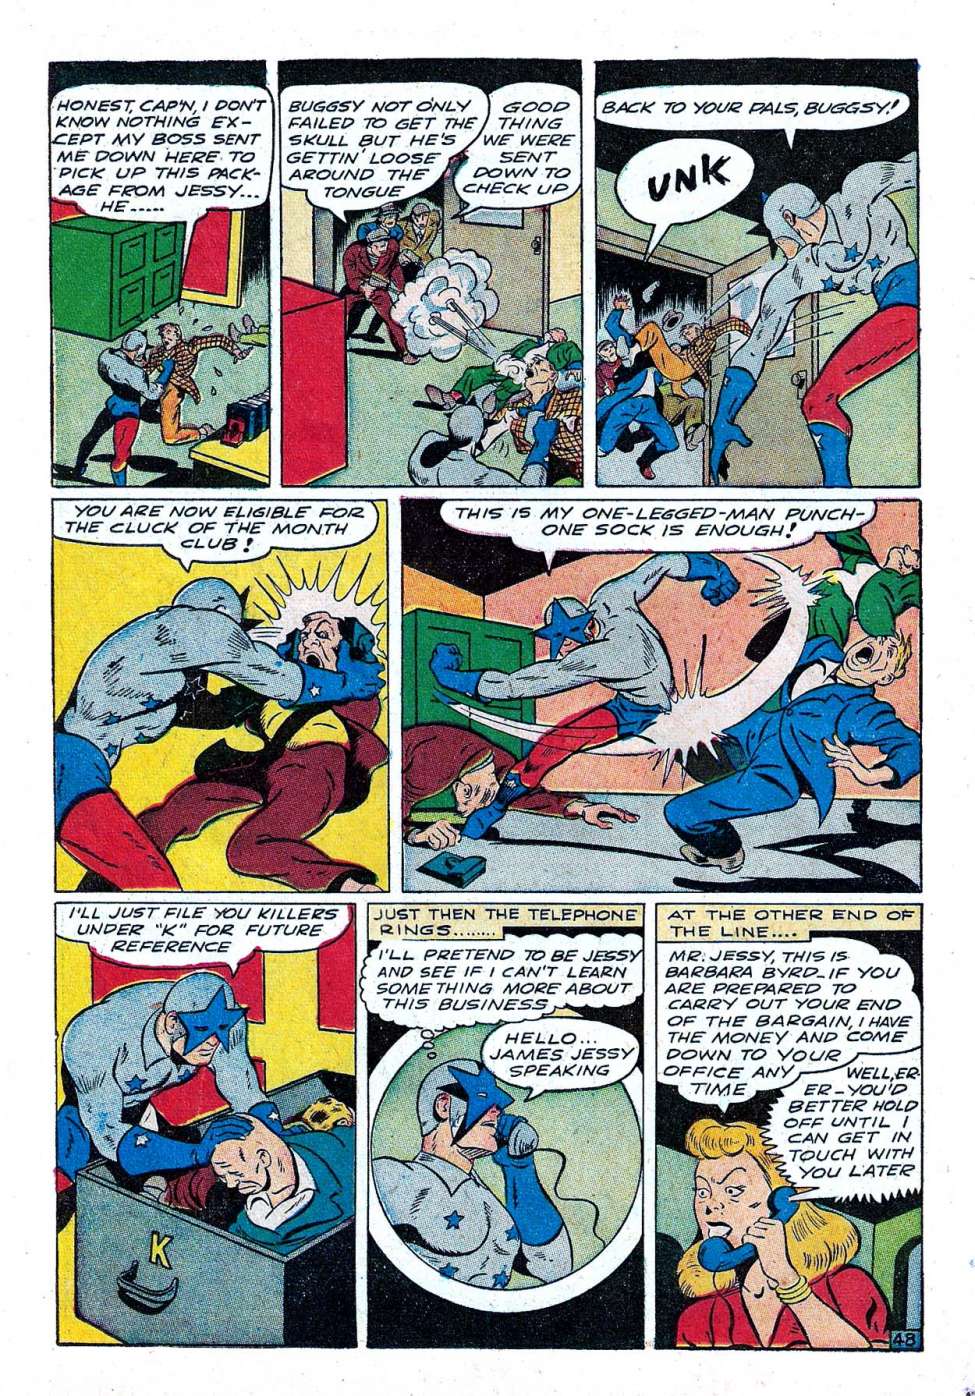 HONEST, CAP'N, I DON'T
KNOW NOTHING EX-
CEPT MY BOSS SENT
ME DOWN HERE TO
PICK UP THIS PACK-
AGE FROM JESSY...
HE.....
BUGGSY NOT ONLY
FAILED TO GET THE
SKULL BUT HE'S
GETTIN' LOOSE
AROUND THE
TONGUE
GOOD
THING
WE WERE
SENT
DOWN TO
CHECK UP
BACK TO YOUR PALS, BUGGSY!
UNK
YOU ARE NOW ELIGIBLE FOR
THE CLUCK OF THE MONTH
CLUB!
THIS IS MY ONE-LEGGED-MAN PUNCH-
ONE SOCK IS ENOUGH!
I'LL JUST FILE YOU KILLERS
UNDER "K" FOR FUTURE
REFERENCE
K
JUST THEN THE TELEPHONE
RINGS........
I'LL PRETEND TO BE JESSY
AND SEE IF I CAN'T LEARN
SOMETHING MORE ABOUT
THIS BUSINESS
HELLO...
JAMES JESSY
SPEAKING
AT THE OTHER END OF
THE LINE....
MR. JESSY, THIS IS
BARBARA BYRD_IF YOU
ARE PREPARED TO
CARRY OUT YOUR END
OF THE BARGAIN, I HAVE
THE MONEY AND COME
DOWN TO YOUR
OFFICE ANY
TIME
WELL, ER-
ER-YOU'D
BETTER HOLD
OFF UNTIL I
CAN GET IN
TOUCH WITH
YOU LATER
48